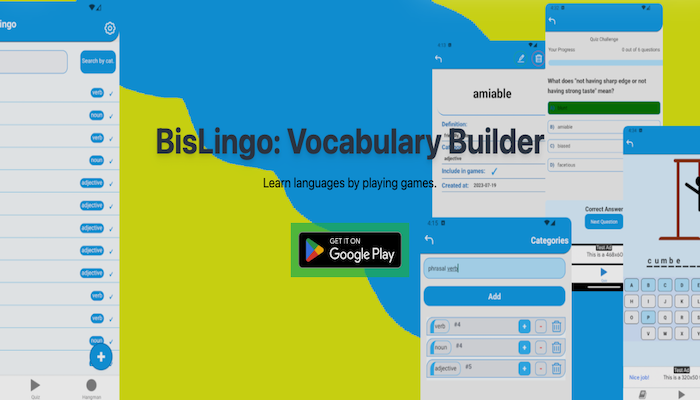 lingo
Search by cat.
verb
noun
verb
noun
adjective
adjective
adjective
adjective
adjective
verb
verb
noun
+
Quiz
Hangman
BisLingo: Vocabulary Builder
Learn languages by playing games.
GET IT ON
Google Play
amiable
Definition:
adjective
Include in games:
Created at: 2023-07-19
Quiz Challenge
Your Progress
0 out of 6 questions
What does "not having sharp edge or not
having strong taste" mean?
B) amiable
Correct Answer
Next Question
Test Ad
This is a 468x60
4:15
Categories
phrasal verb
Add
verb #4
+ -
noun #4
+ -
adjective #5
+ -
c u m b e
A B C D E
H I J K L
O P Q R S
V W X Y
Test Ad
Nice job!
This is a 320x50